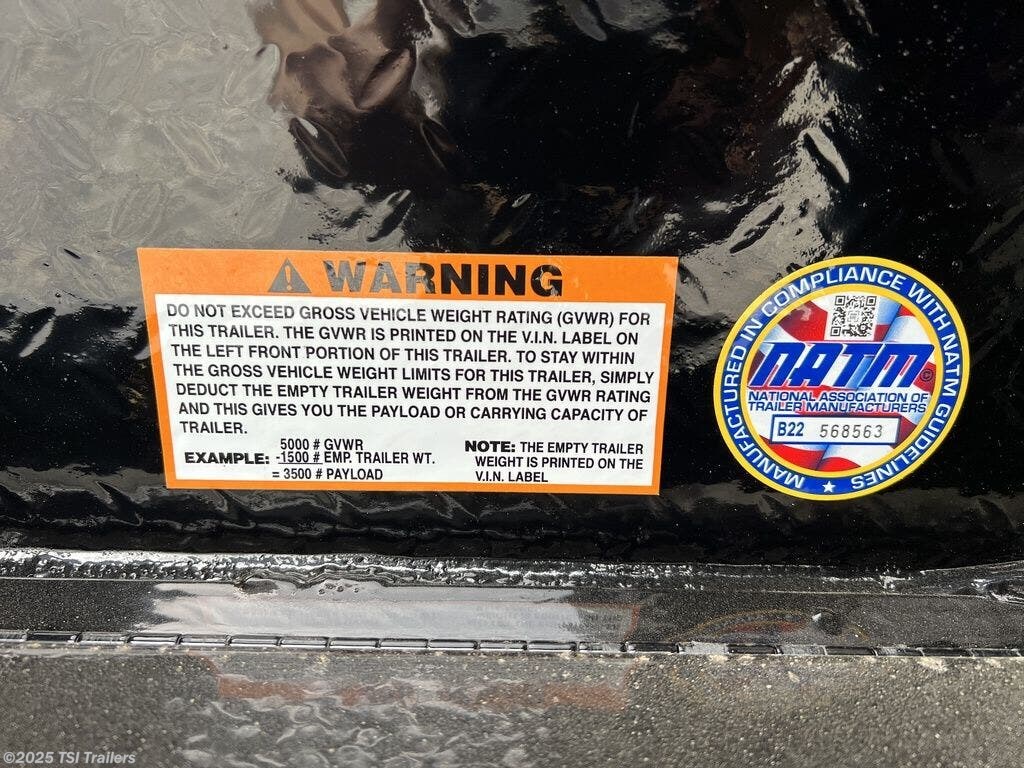 WARNING
DO NOT EXCEED GROSS VEHICLE WEIGHT RATING (GVWR) FOR
THIS TRAILER. THE GVWR IS PRINTED ON THE V.I.N. LABEL ON
THE LEFT FRONT PORTION OF THIS TRAILER. TO STAY WITHIN
THE GROSS VEHICLE WEIGHT LIMITS FOR THIS TRAILER, SIMPLY
DEDUCT THE EMPTY TRAILER WEIGHT FROM THE GVWR RATING
AND THIS GIVES YOU THE PAYLOAD OR CARRYING CAPACITY OF
TRAILER.
EXAMPLE:
5000 # GVWR
-1500 # EMP. TRAILER WT.
= 3500 # PAYLOAD
NOTE: THE EMPTY TRAILER
WEIGHT IS PRINTED ON THE
V.I.N. LABEL
MANUFACTURED IN COMPLIANCE WITH NATM GUIDELINES
NATM©
NATIONAL ASSOCIATION OF
TRAILER MANUFACTURERS
B22 568563
©2025 TSI Trailers